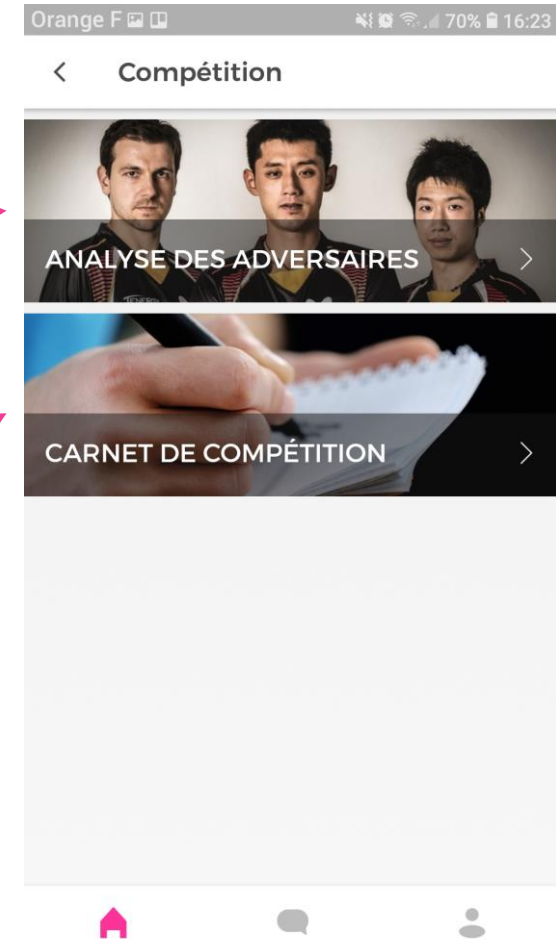 Orange F 70% 16:23
Compétition
ANALYSE DES ADVERSAIRES
CARNET DE COMPÉTITION